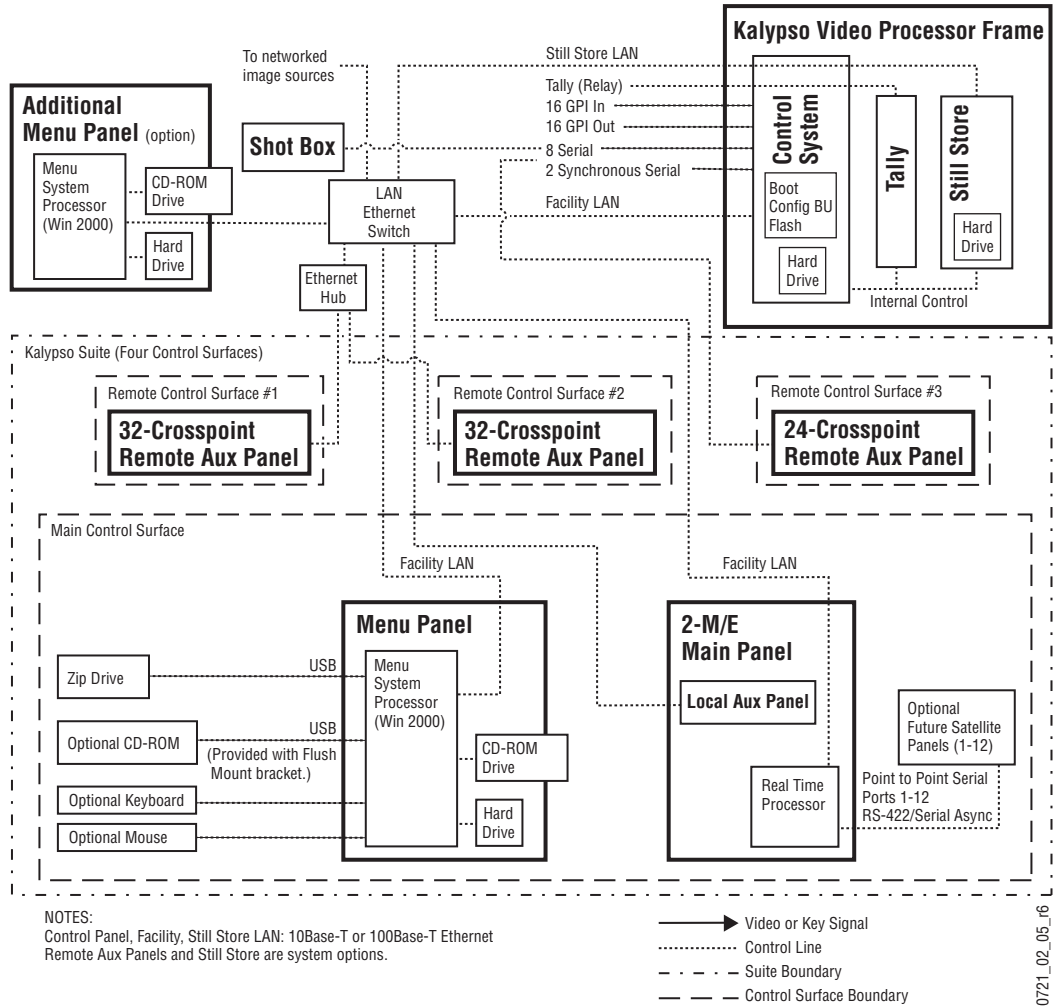 Kalypso Video Processor Frame
To networked
image sources
Still Store LAN
Tally (Relay)
16 GPI In
16 GPI Out
8 Serial
2 Synchronous Serial
Facility LAN
Control
System
Boot
Config BU
Flash
Hard
Drive
Tally
Still Store
Hard
Drive
Internal Control
Additional
Menu Panel (option)
Menu
System
Processor
(Win 2000)
CD-ROM
Drive
Hard
Drive
Shot Box
LAN
Ethernet
Switch
Ethernet
Hub
Kalypso Suite (Four Control Surfaces)
Remote Control Surface #1
32-Crosspoint
Remote Aux Panel
Remote Control Surface #2
32-Crosspoint
Remote Aux Panel
Remote Control Surface #3
24-Crosspoint
Remote Aux Panel
Main Control Surface
Facility LAN
Facility LAN
Menu Panel
Menu
System
Processor
(Win 2000)
CD-ROM
Drive
Hard
Drive
Zip Drive
USB
Optional CD-ROM
USB
(Provided with Flush
Mount bracket.)
Optional Keyboard
Optional Mouse
2-M/E
Main Panel
Local Aux Panel
Real Time
Processor
Optional
Future Satellite
Panels (1-12)
Point to Point Serial
Ports 1-12
RS-422/Serial Async
NOTES:
Control Panel, Facility, Still Store LAN: 10Base-T or 100Base-T Ethernet
Remote Aux Panels and Still Store are system options.
Video or Key Signal
Control Line
Suite Boundary
Control Surface Boundary
0721_02_05_r6